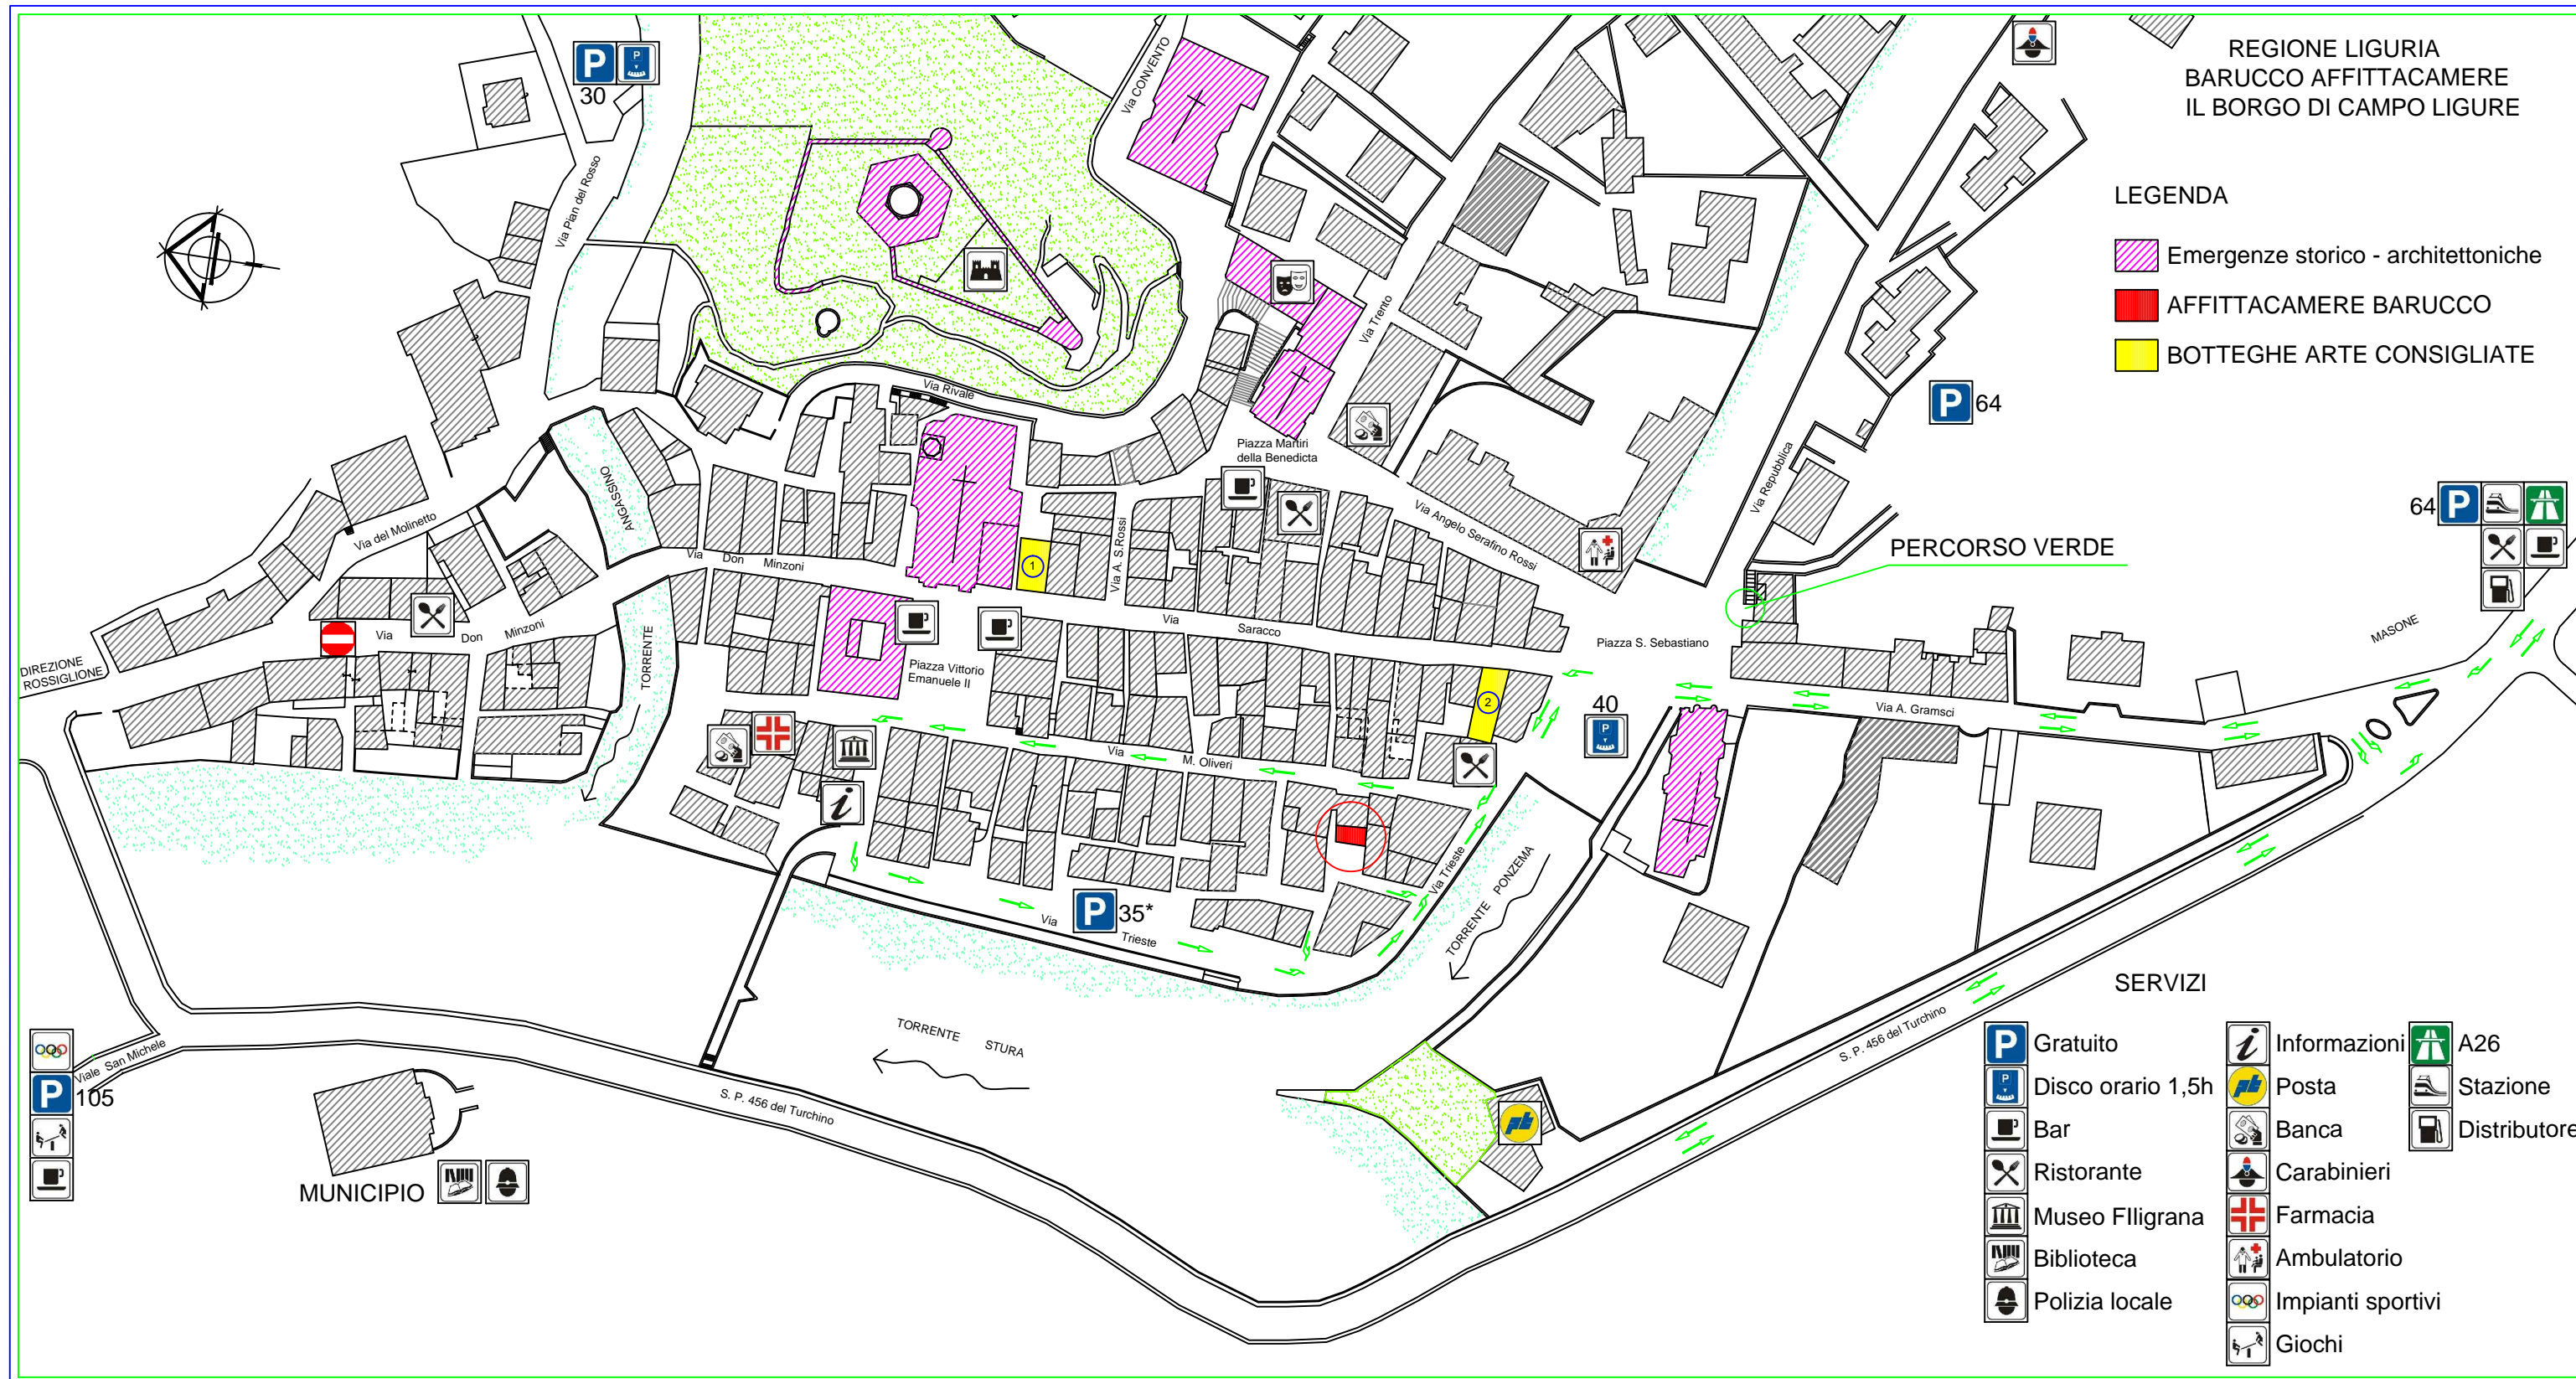 REGIONE LIGURIA
BARUCCO AFFITTACAMERE
IL BORGO DI CAMPO LIGURE
LEGENDA
Emergenze storico - architettoniche
AFFITTACAMERE BARUCCO
BOTTEGHE ARTE CONSIGLIATE
P
P
30
Via Pian del Rosso
Via CONVENTO
Via Trento
Via Rivale
Piazza Martiri
della Benedicta
P 64
Via Repubblica
64 P
PERCORSO VERDE
MASONE
ANGASSINO
Via del Molinetto
Via Don Minzoni
Via A. S.Rossi
Via Angelo Serafino Rossi
1
Via Saracco
Piazza S. Sebastiano
Via Don Minzoni
DIREZIONE
ROSSIGLIONE
TORRENTE
Piazza Vittorio
Emanuele II
2
40
P
Via A. Gramsci
Via M. Oliveri
i
Via Trieste
TORRENTE PONZEMA
P 35*
Via Trieste
TORRENTE STURA
S. P. 456 del Turchino
S. P. 456 del Turchino
Viale San Michele
P 105
MUNICIPIO
pt
SERVIZI
P Gratuito
P Disco orario 1,5h
Bar
Ristorante
Museo FIligrana
Biblioteca
Polizia locale
i Informazioni
pt Posta
Banca
Carabinieri
Farmacia
Ambulatorio
Impianti sportivi
Giochi
A26
Stazione
Distributore